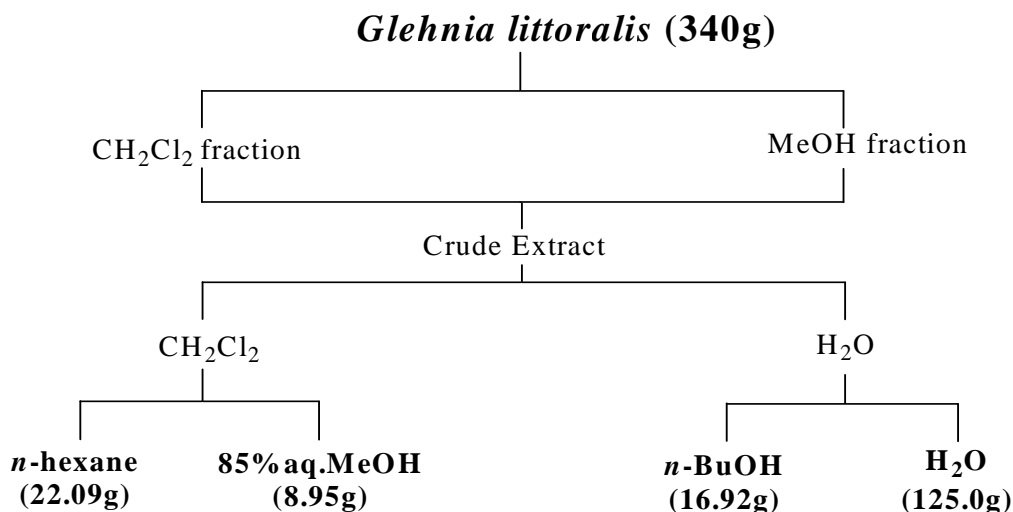 Glehnia littoralis (340g)
CH₂Cl₂ fraction
MeOH fraction
Crude Extract
CH₂Cl₂
H₂O
n-hexane
(22.09g)
85%aq.MeOH
(8.95g)
n-BuOH
(16.92g)
H₂O
(125.0g)